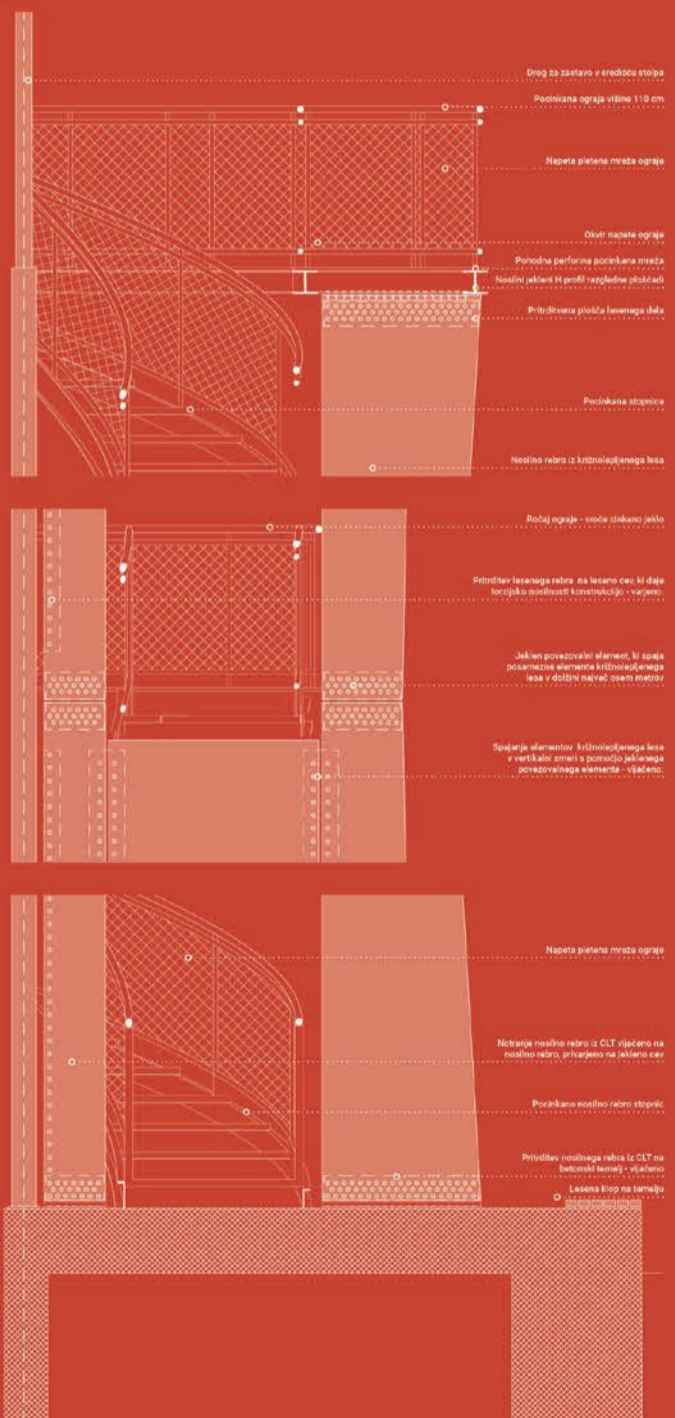 Drog za zastavo v središču stolpa
Pocinkana ograja višine 110 cm
Napeta pletena mreža ograje
Okvir napete ograje
Pohodna perforirna pocinkana mreža
Nosilni jekleni H profil razgledne ploščadi
Pritrditvena plošča lesenega dela
Pocinkana stopnica
Nosilno rebro iz križnolepljenega lesa
Ročaj ograje - vroče cinkano jeklo
Pritrditev lesenega rebra na leseno cev, ki daje
torzijsko nosilnost konstrukcijo - varjeno.
Jeklen povezovalni element, ki spaja
posamezne elemente križnolepljenega
lesa v dolžini največ osem metrov
Spajanje elementov križnolepljenega lesa
v vertikalni smeri s pomočjo jeklenega
povezovalnega elementa - vijačeno.
Napeta pletena mreža ograje
Notranje nosilno rebro iz CLT vijačeno na
nosilno rebro, privarjeno na jekleno cev
Pocinkano nosilno rebro stopnic
Pritrditev nosilnega rebra iz CLT na
betonski temelj - vijačeno
Lesena klop na temelju